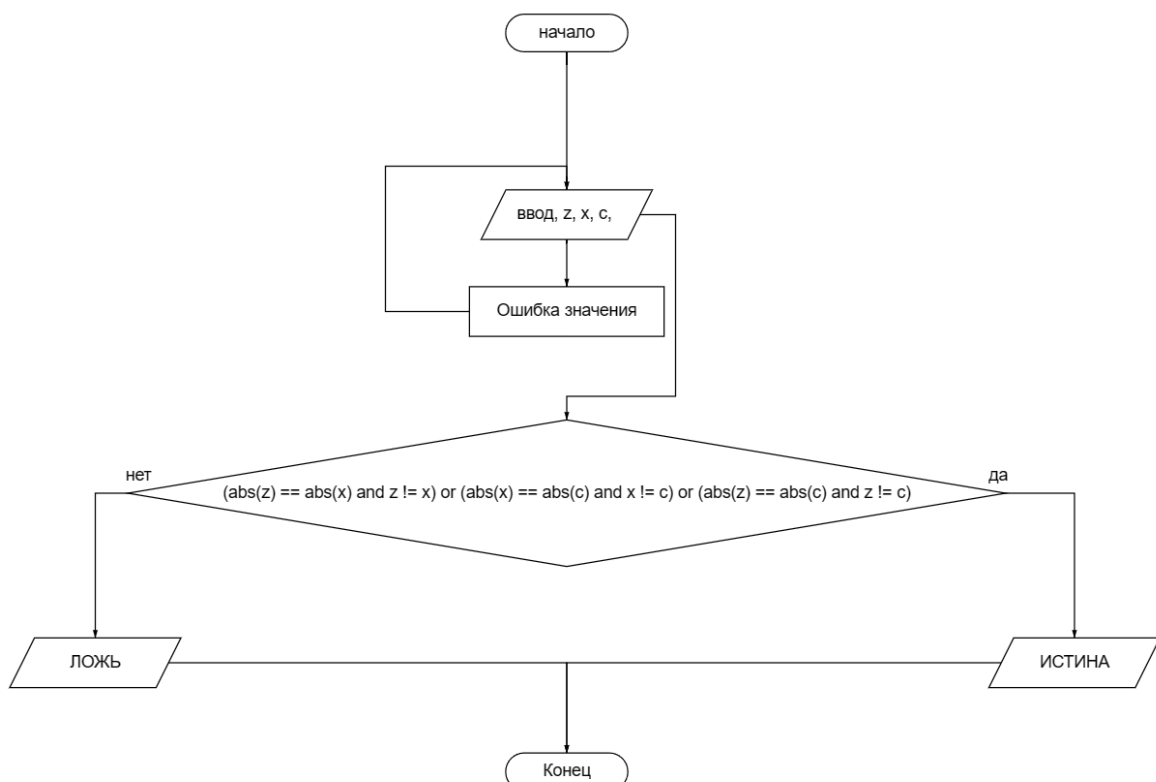 начало
ввод, z, x, c,
Ошибка значения
нет
да
(abs(z) == abs(x) and z != x) or (abs(x) == abs(c) and x != c) or (abs(z) == abs(c) and z != c)
ЛОЖЬ
ИСТИНА
Конец